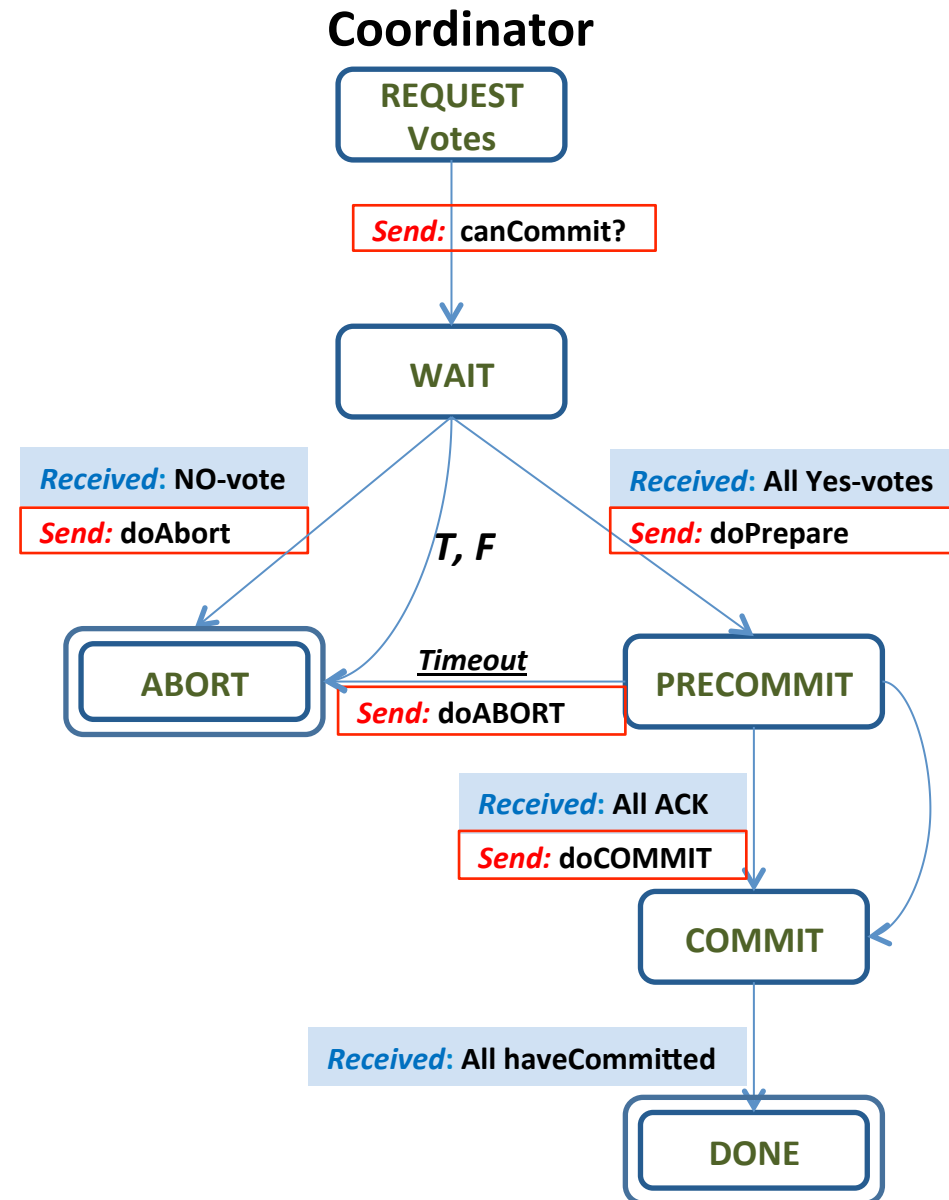 Coordinator
REQUEST
Votes
Send: canCommit?
WAIT
Received: NO-vote
Send: doAbort
Received: All Yes-votes
Send: doPrepare
T, F
ABORT
Timeout
Send: doABORT
PRECOMMIT
Received: All ACK
Send: doCOMMIT
COMMIT
Received: All haveCommitted
DONE